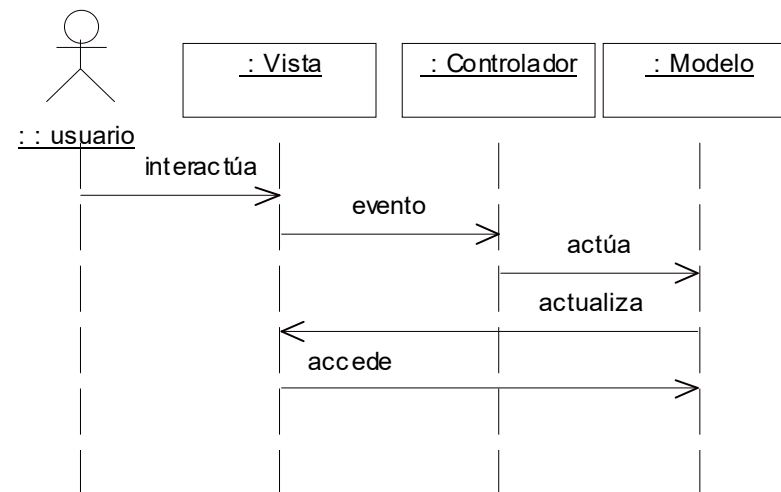 : Vista
: Controlador
: Modelo
: : usuario
interactúa
evento
actúa
actualiza
accede